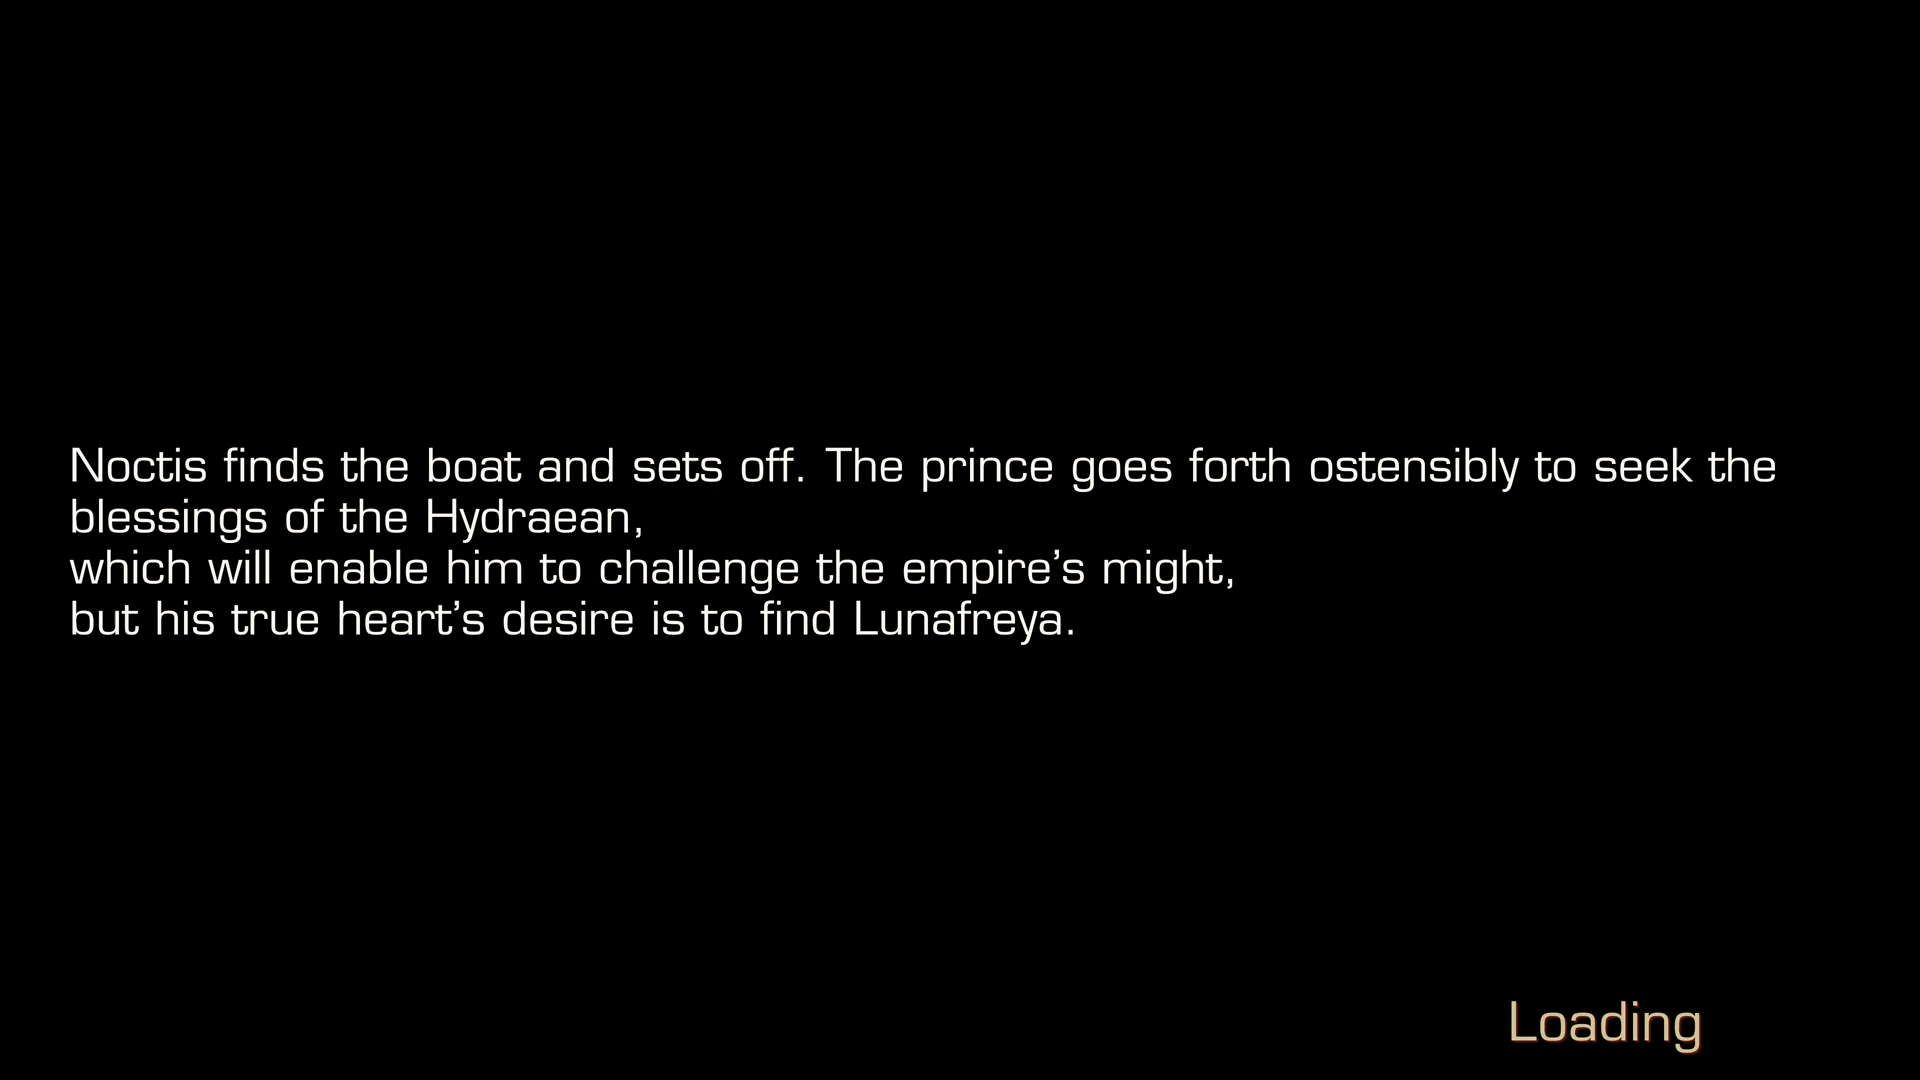 Noctis finds the boat and sets off. The prince goes forth ostensibly to seek the
blessings of the Hydraean,
which will enable him to challenge the empire’s might,
but his true heart’s desire is to find Lunafreya.
Loading